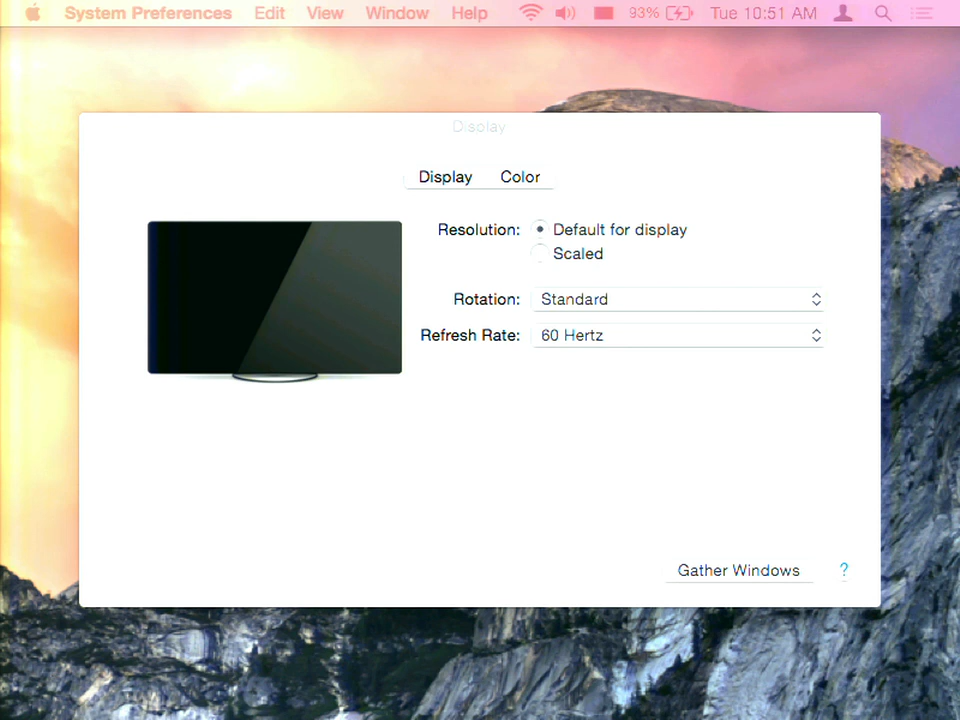 System Preferences Edit View Window Help 93% Tue 10:51 AM
Display
Display Color
Resolution: Default for display
Scaled
Rotation: Standard
Refresh Rate: 60 Hertz
Gather Windows ?